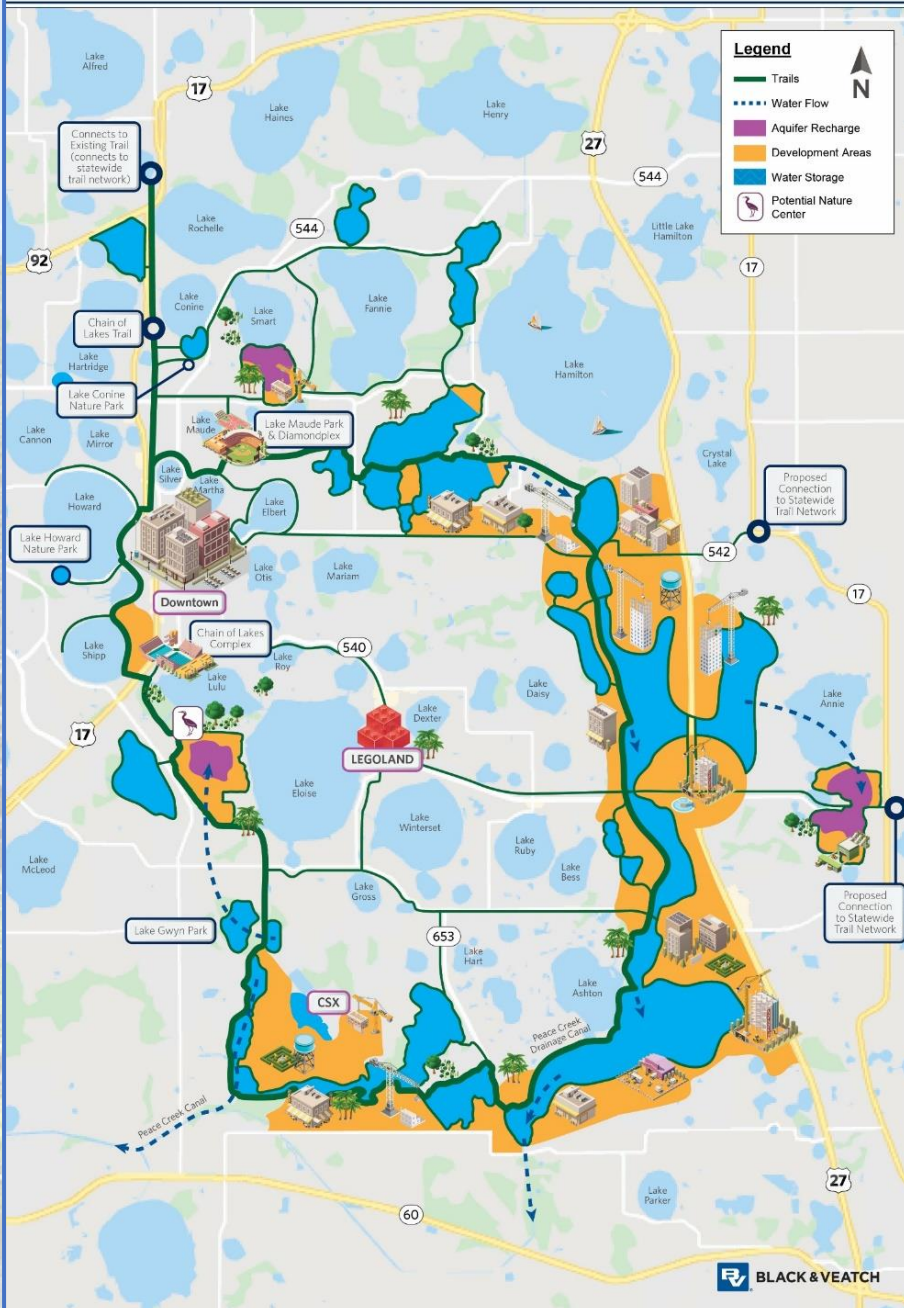 Legend
N
Trails
Water Flow
Aquifer Recharge
Development Areas
Water Storage
Potential Nature
Center
Lake
Alfred
17
Lake
Haines
Lake
Henry
27
Connects to
Existing Trail
(connects to
statewide
trail network)
544
Lake
Rochelle
544
Little Lake
Hamilton
92
17
Lake
Conine
Lake
Smart
Lake
Fannie
Chain of
Lakes Trail
Lake
Hartridge
Lake
Hamilton
Lake Conine
Nature Park
Lake
Cannon
Lake
Mirror
Lake
Maude
Lake Maude Park
& Diamondplex
Crystal
Lake
Lake
Silver
Lake
Martha
Lake
Howard
Lake
Elbert
Proposed
Connection
to Statewide
Trail Network
Lake Howard
Nature Park
542
Lake
Otis
Lake
Mariam
17
Downtown
Chain of Lakes
Complex
540
Lake
Shipp
Lake
Roy
Lake
Lulu
Lake
Daisy
Lake
Annie
Lake
Dexter
17
LEGOLAND
Lake
Eloise
Lake
Winterset
Lake
Ruby
Lake
McLeod
Lake
Bess
Lake
Gross
Proposed
Connection
to Statewide
Trail Network
Lake Gwyn Park
653
Lake
Hart
CSX
Lake
Ashton
Peace Creek
Drainage Canal
Peace Creek Canal
27
Lake
Parker
60
BV BLACK & VEATCH